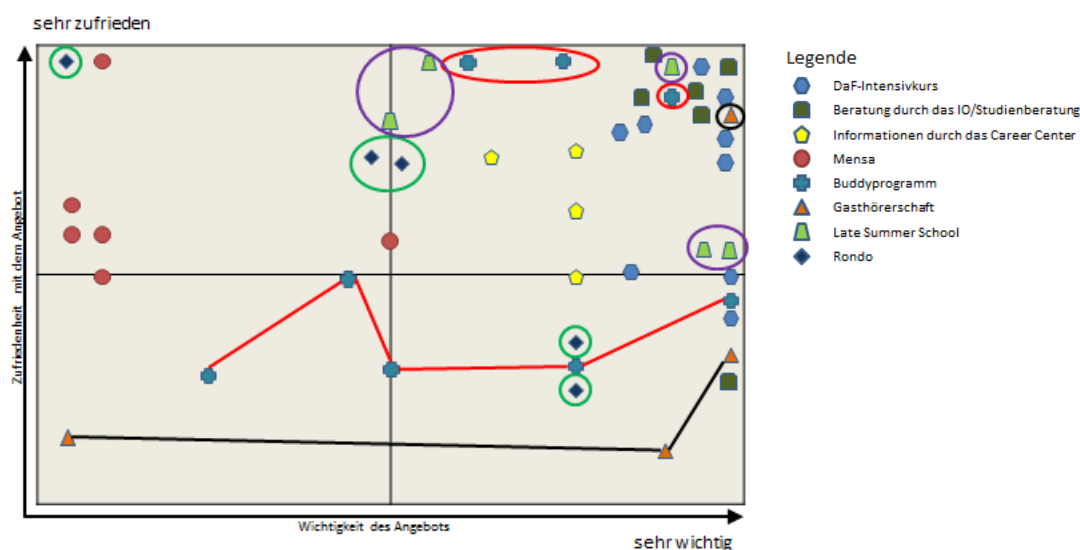 sehr zufrieden
Zufriedenheit mit dem Angebot
Wichtigkeit des Angebots
sehr wichtig
Legende
DaF-Intensivkurs
Beratung durch das IO/Studienberatung
Informationen durch das Career Center
Mensa
Buddyprogramm
Gasthörerschaft
Late Summer School
Rondo